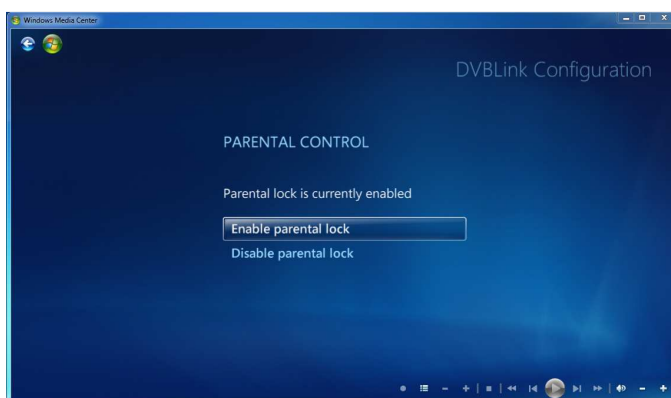 Windows Media Center
DVBLink Configuration
PARENTAL CONTROL
Parental lock is currently enabled
Enable parental lock
Disable parental lock